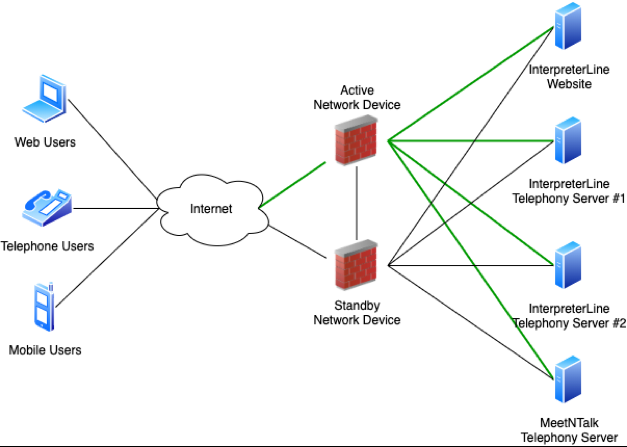 InterpreterLine
Website
Active
Network Device
Web Users
InterpreterLine
Telephony Server #1
Internet
Telephone Users
Standby
Network Device
InterpreterLine
Telephony Server #2
Mobile Users
MeetNTalk
Telephony Server